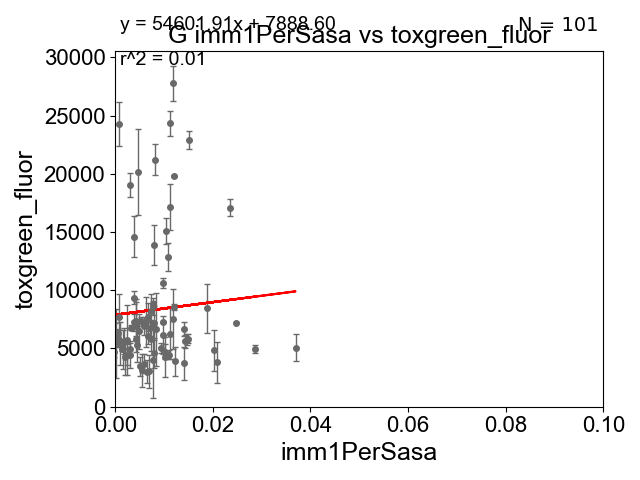 y = 54601.91x + 7888.60
N = 101
G imm1PerSasa vs toxgreen_fluor
r^2 = 0.01
30000
25000
20000
15000
10000
5000
0
toxgreen_fluor
0.00 0.02 0.04 0.06 0.08 0.10
imm1PerSasa